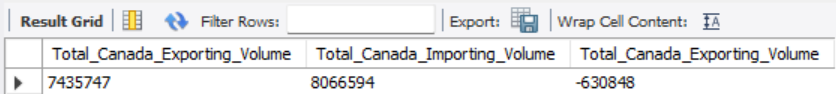 Result Grid Filter Rows: Export: Wrap Cell Content:
Total_Canada_Exporting_Volume Total_Canada_Importing_Volume Total_Canada_Exporting_Volume
7435747 8066594 -630848